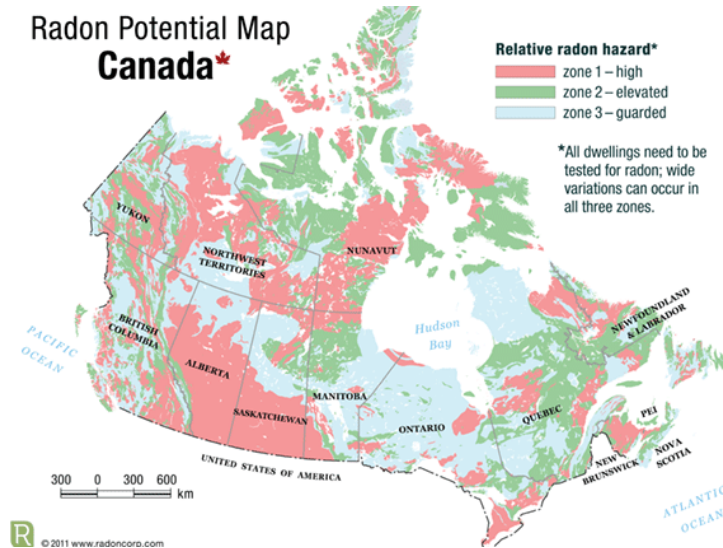 Radon Potential Map
Canada
Relative radon hazard*
zone 1 – high
zone 2 – elevated
zone 3 – guarded
*All dwellings need to be
tested for radon; wide
variations can occur in
all three zones.
YUKON
NORTHWEST
TERRITORIES
NUNAVUT
BRITISH
COLUMBIA
PACIFIC
OCEAN
ALBERTA
SASKATCHEWAN
MANITOBA
Hudson
Bay
ONTARIO
QUEBEC
NEWFOUNDLAND
& LABRADOR
PEI
NOVA
SCOTIA
NEW
BRUNSWICK
ATLANTIC
OCEAN
UNITED STATES OF AMERICA
300 0 300 600
km
R
© 2011 www.radoncorp.com